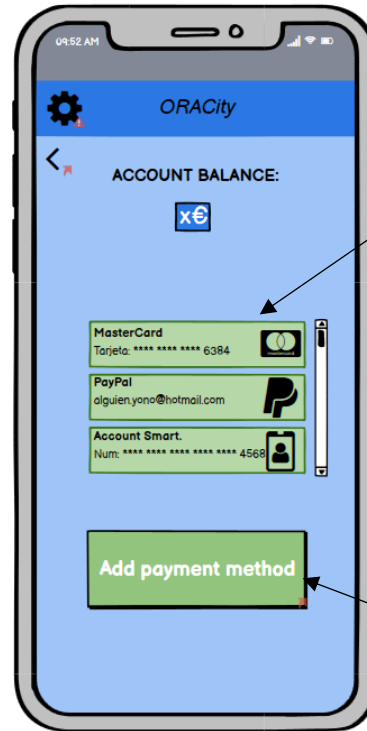 09:52 AM
ORACity
ACCOUNT BALANCE:
x€
MasterCard
Tarjeta: **** **** **** 6384
mastercard
PayPal
alguien.yono@hotmail.com
Account Smart.
Num: **** **** **** **** **** 4568
Add payment method